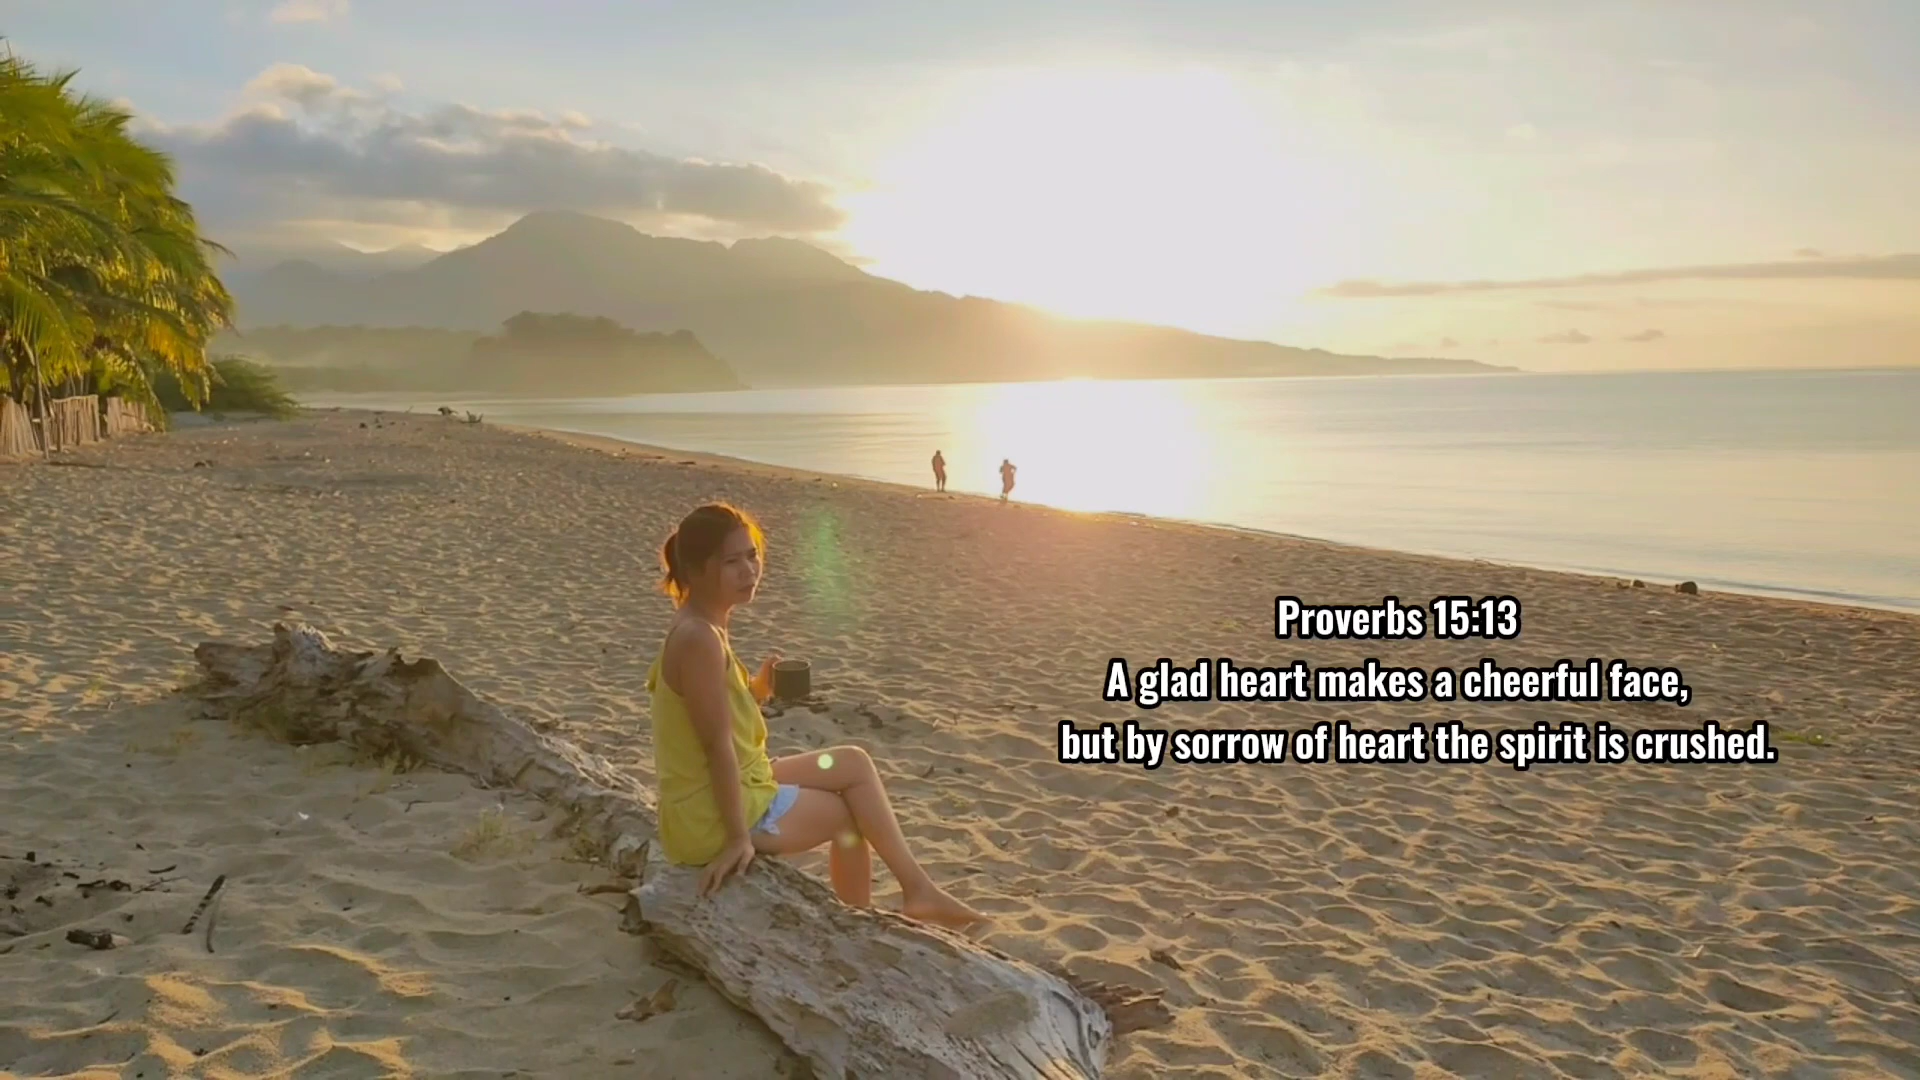 Proverbs 15:13
A glad heart makes a cheerful face,
but by sorrow of heart the spirit is crushed.